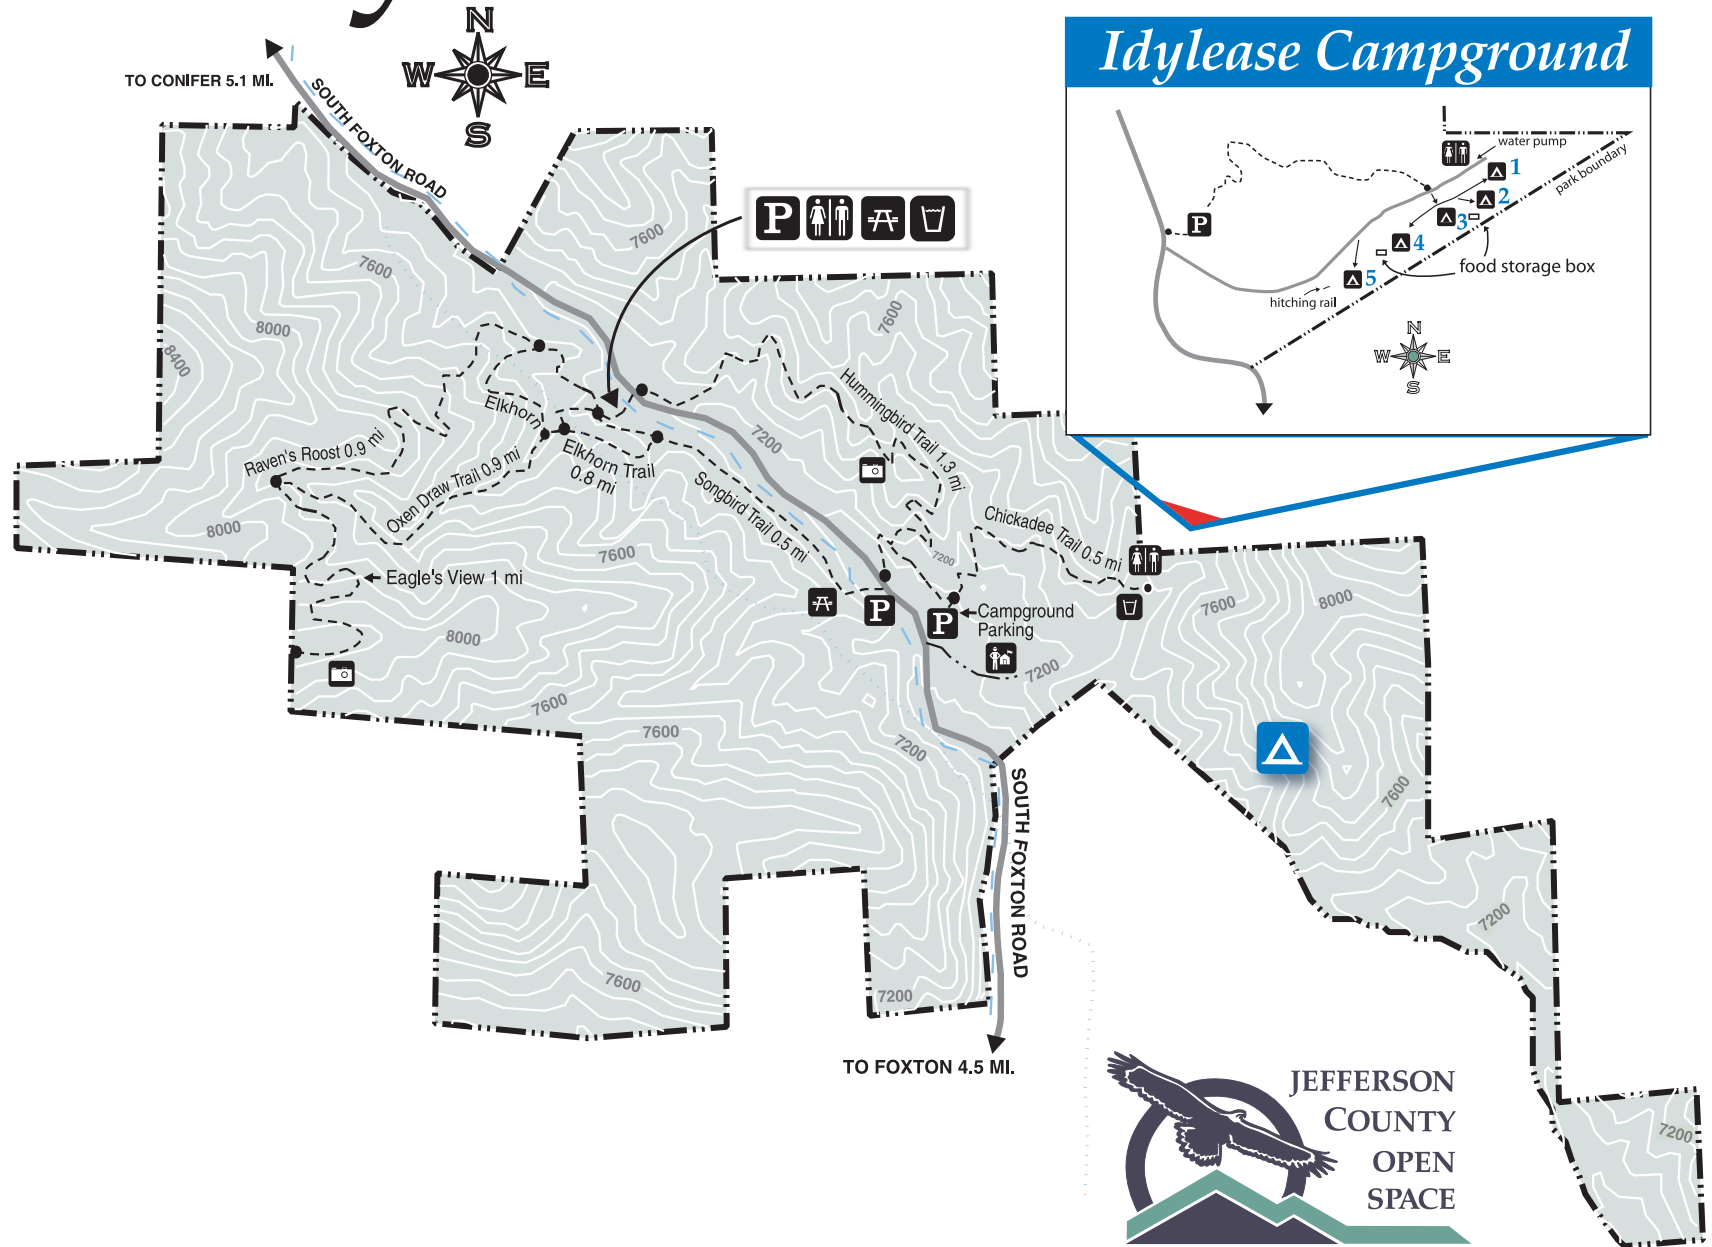 N
W E
S
TO CONIFER 5.1 MI.
SOUTH FOXTON ROAD
Idylease Campground
water pump
park boundary
1
2
3
4
5
P
food storage box
hitching rail
N
W E
S
P
7600
7600
8000
8400
7600
Hummingbird Trail 1.3 mi
7200
Elkhorn
Elkhorn Trail
0.8 mi
Raven's Roost 0.9 mi
Oxen Draw Trail 0.9 mi
Songbird Trail 0.5 mi
Chickadee Trail 0.5 mi
8000
7600
7200
Eagle's View 1 mi
P
P
Campground
Parking
7600
8000
8000
7200
7600
7600
7200
7600
SOUTH FOXTON ROAD
7200
7600
7200
TO FOXTON 4.5 MI.
7200
JEFFERSON
COUNTY
OPEN
SPACE